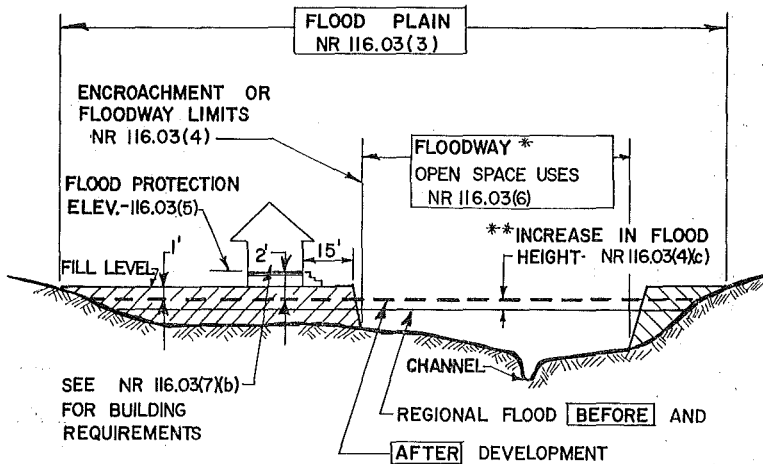 FLOOD PLAIN
NR 116.03(3)
ENCROACHMENT OR
FLOODWAY LIMITS
NR 116.03(4)
FLOODWAY *
OPEN SPACE USES
NR 116.03(6)
FLOOD PROTECTION
ELEV.-116.03(5)
1'
2'
15'
** INCREASE IN FLOOD
HEIGHT- NR 116.03(4)(c)
FILL LEVEL
CHANNEL
SEE NR 116.03(7)(b)
FOR BUILDING
REQUIREMENTS
REGIONAL FLOOD BEFORE AND
AFTER DEVELOPMENT